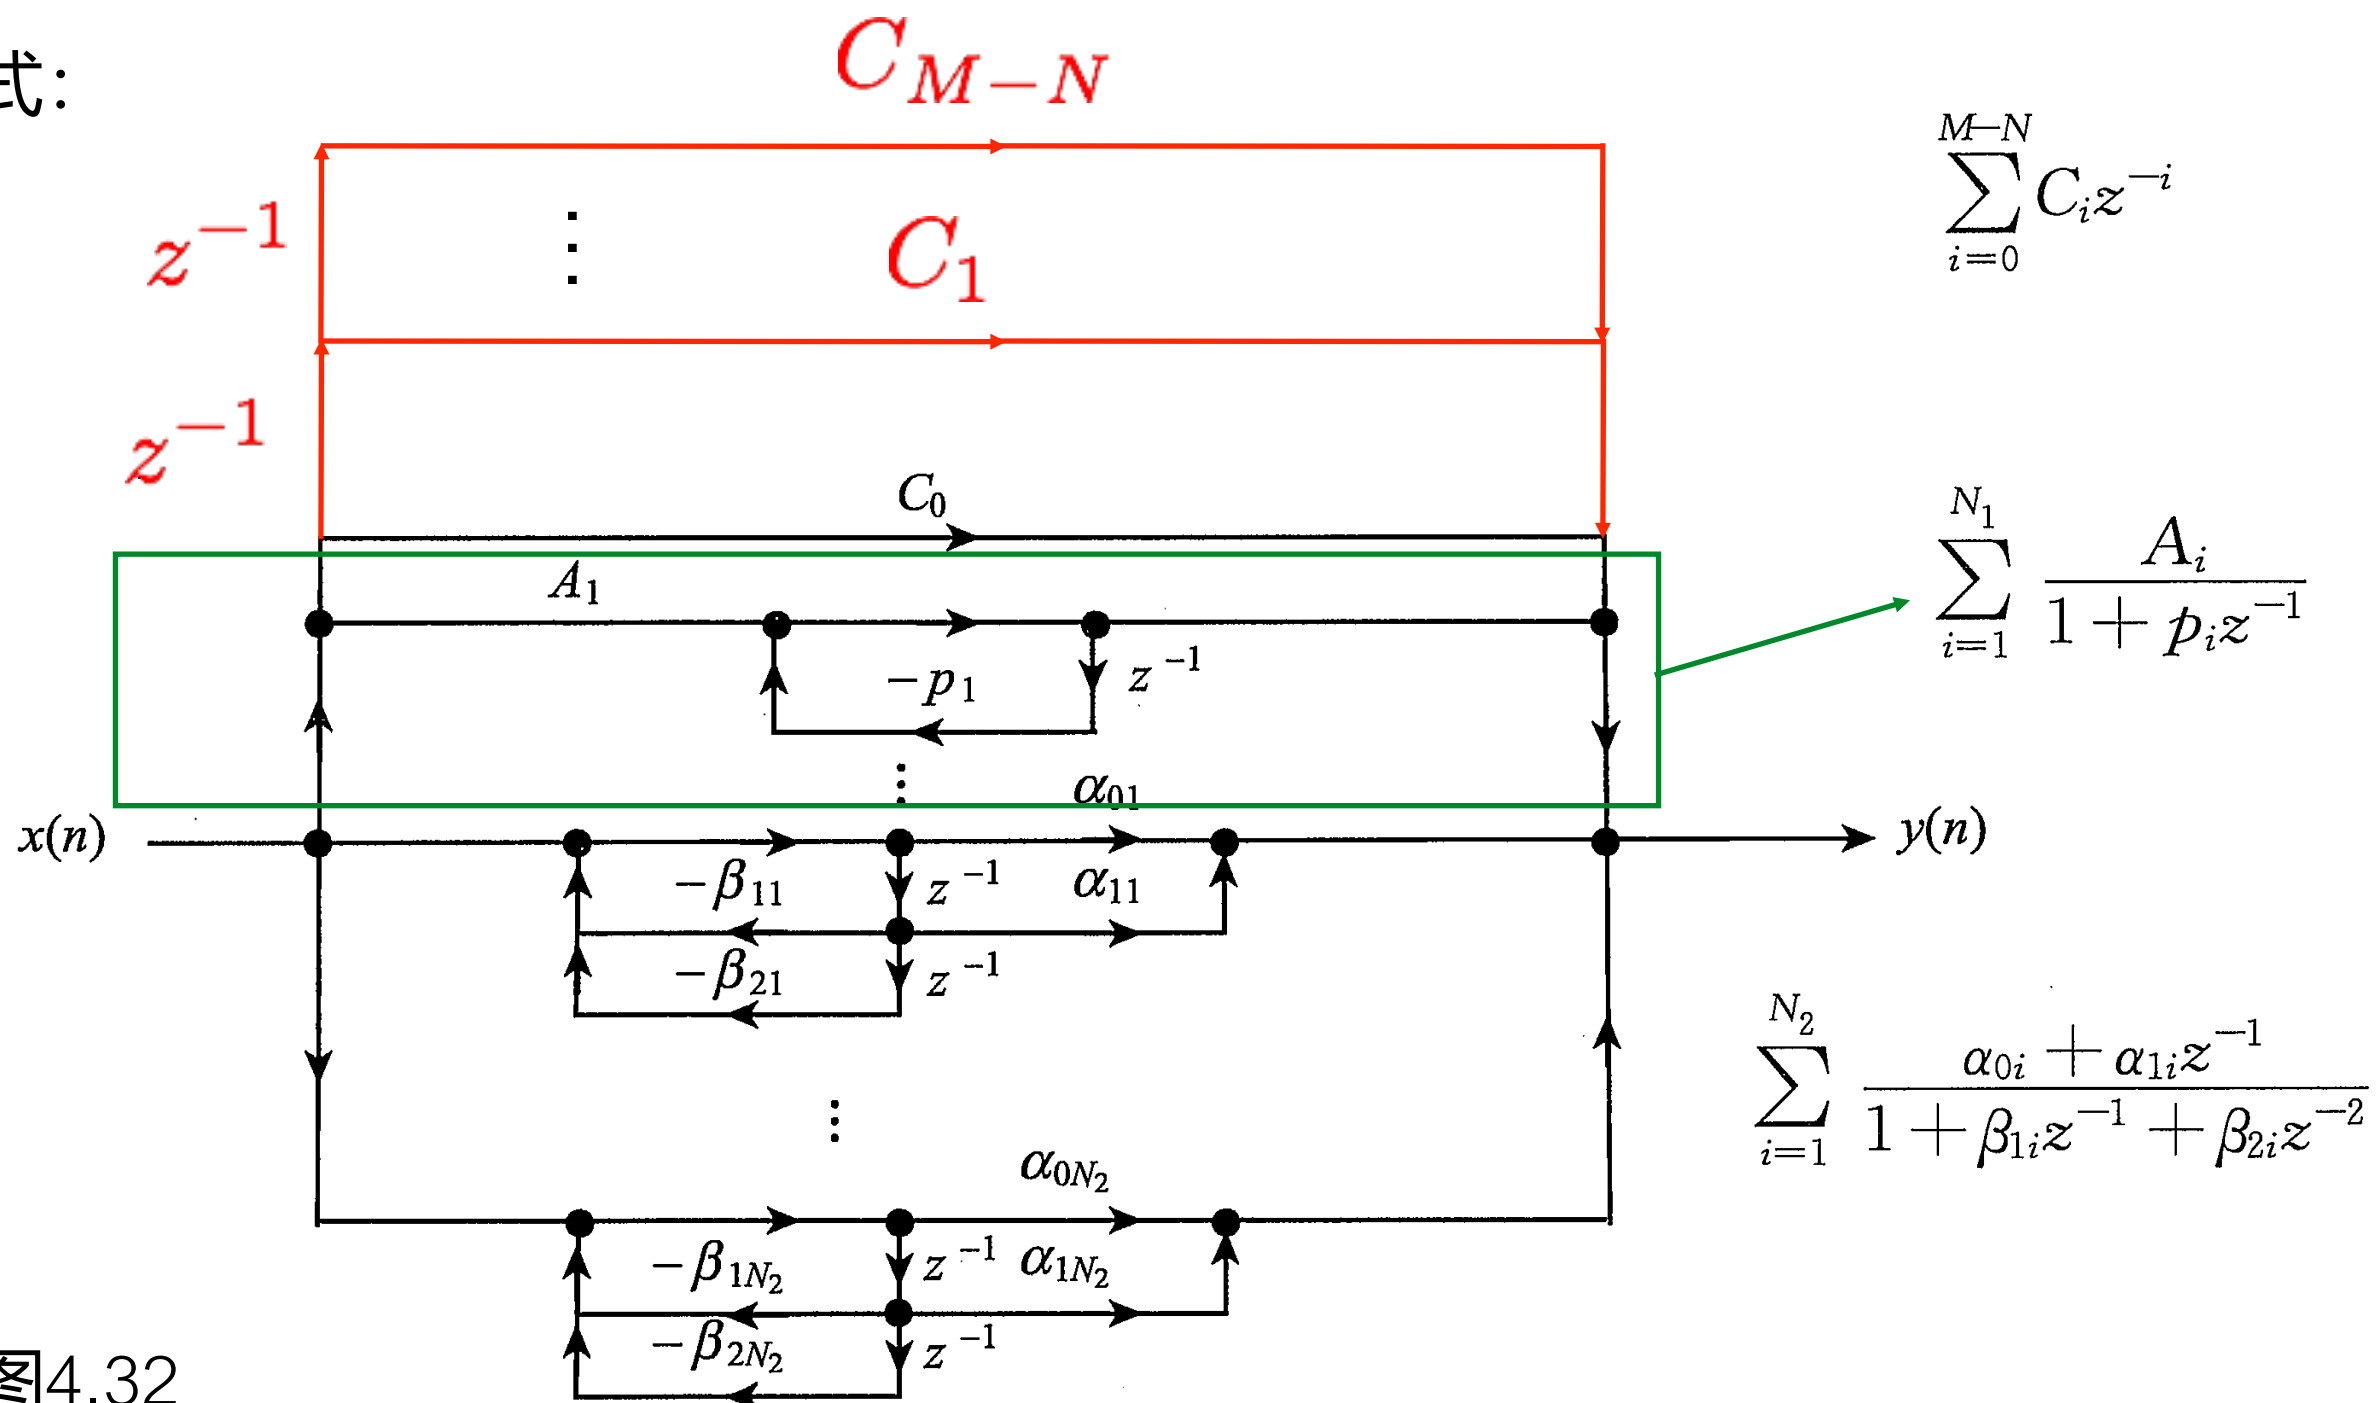 式：
C_{M-N}
\sum_{i=0}^{M-N} C_i z^{-i}
z^{-1}
⋮
C_1
z^{-1}
C_0
\sum_{i=1}^{N_1} \frac{A_i}{1+p_i z^{-1}}
A_1
-p_1
z^{-1}
⋮
α_{01}
x(n)
y(n)
-β_{11}
z^{-1}
α_{11}
-β_{21}
z^{-1}
\sum_{i=1}^{N_2} \frac{α_{0i}+α_{1i}z^{-1}}{1+β_{1i}z^{-1}+β_{2i}z^{-2}}
⋮
α_{0N_2}
-β_{1N_2}
z^{-1}
α_{1N_2}
-β_{2N_2}
z^{-1}
图4.32